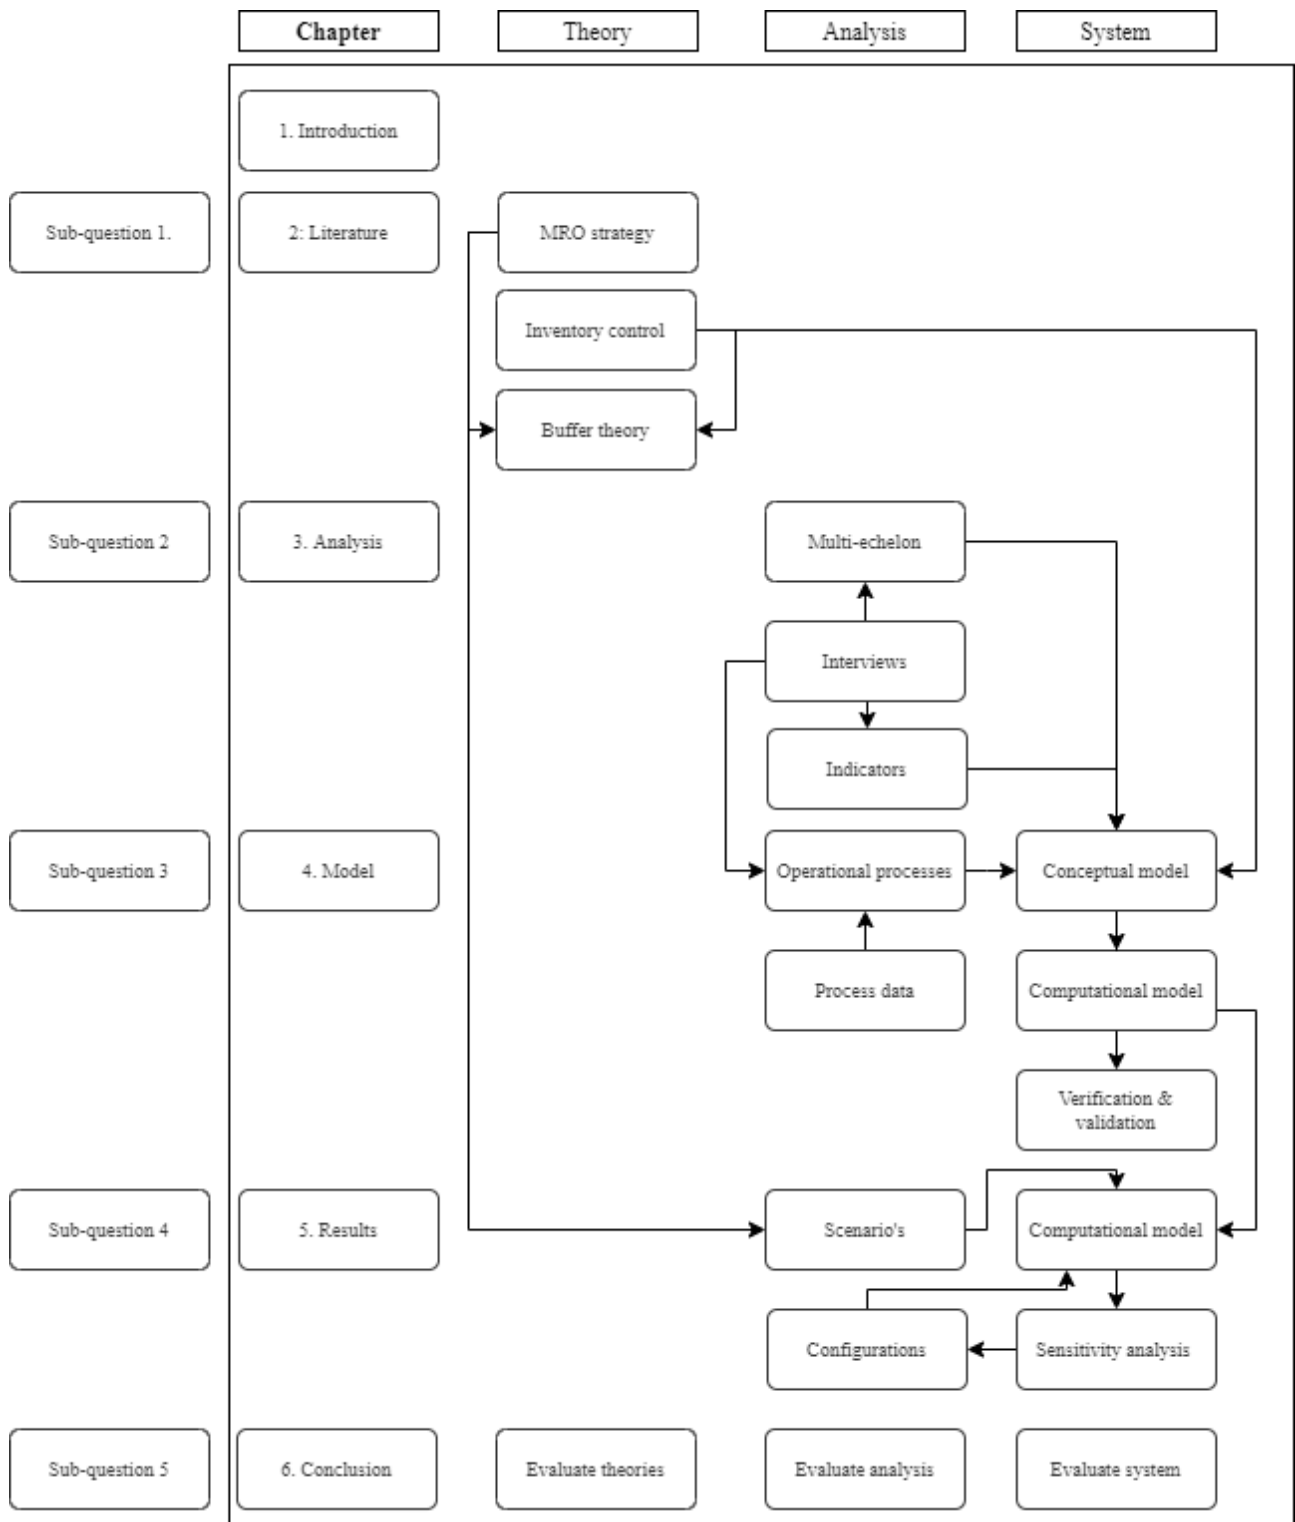 Chapter
Theory
Analysis
System
1. Introduction
Sub-question 1.
2: Literature
MRO strategy
Inventory control
Buffer theory
Sub-question 2
3. Analysis
Multi-echelon
Interviews
Indicators
Sub-question 3
4. Model
Operational processes
Conceptual model
Process data
Computational model
Verification &
validation
Sub-question 4
5. Results
Scenario's
Computational model
Configurations
Sensitivity analysis
Sub-question 5
6. Conclusion
Evaluate theories
Evaluate analysis
Evaluate system